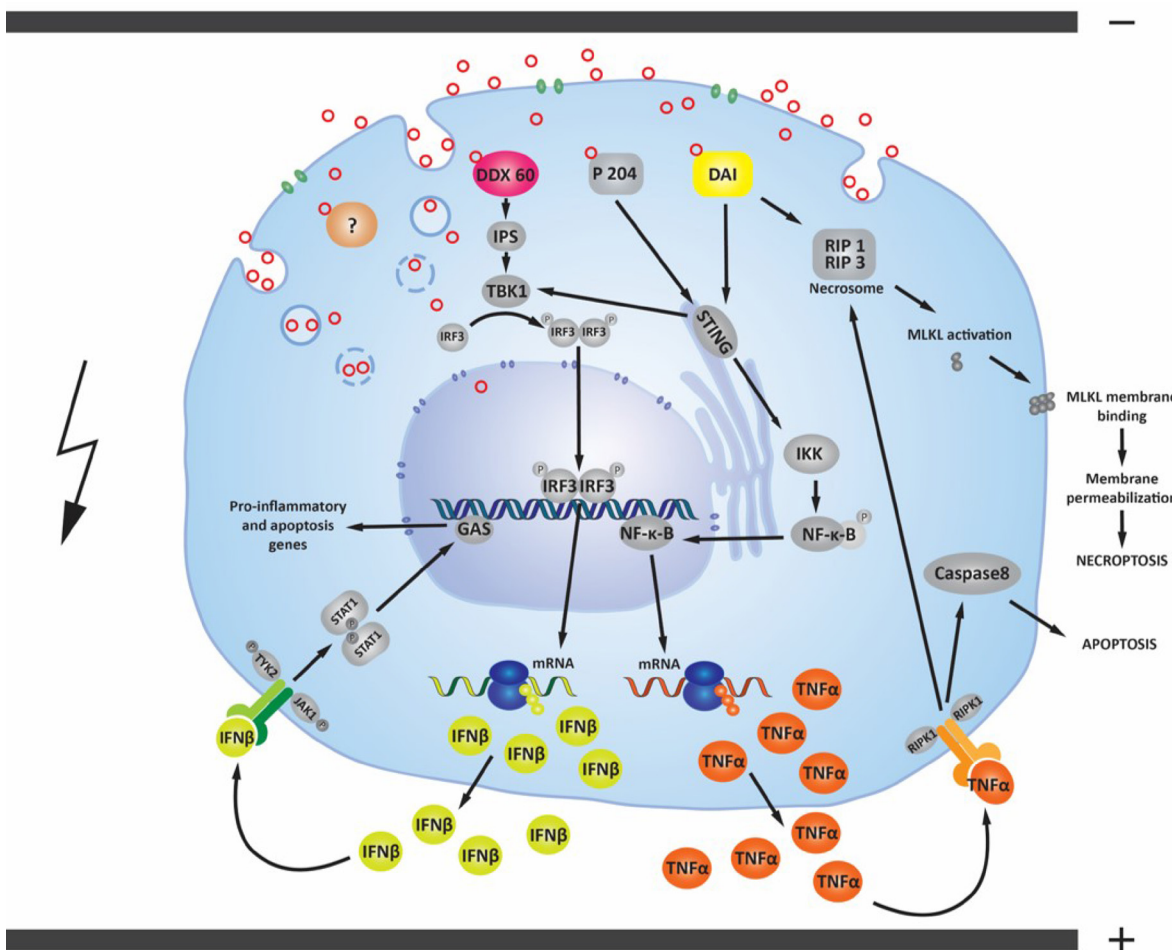 −
DDX 60
P 204
DAI
?
IPS
RIP 1
RIP 3
Necrosome
TBK1
STING
IRF3
P
IRF3
IRF3
P
MLKL activation
MLKL membrane
binding
Membrane
permeabilization
NECROPTOSIS
IKK
P
IRF3
IRF3
P
Pro-inflammatory
and apoptosis
genes
GAS
NF-κ-B
NF-κ-B
P
Caspase8
APOPTOSIS
STAT1
P
P
STAT1
P
TYK2
JAK1
P
mRNA
mRNA
RIPK1
RIPK1
IFNβ
IFNβ
IFNβ
IFNβ
IFNβ
TNFα
TNFα
TNFα
TNFα
TNFα
IFNβ
IFNβ
IFNβ
IFNβ
TNFα
TNFα
TNFα
TNFα
+